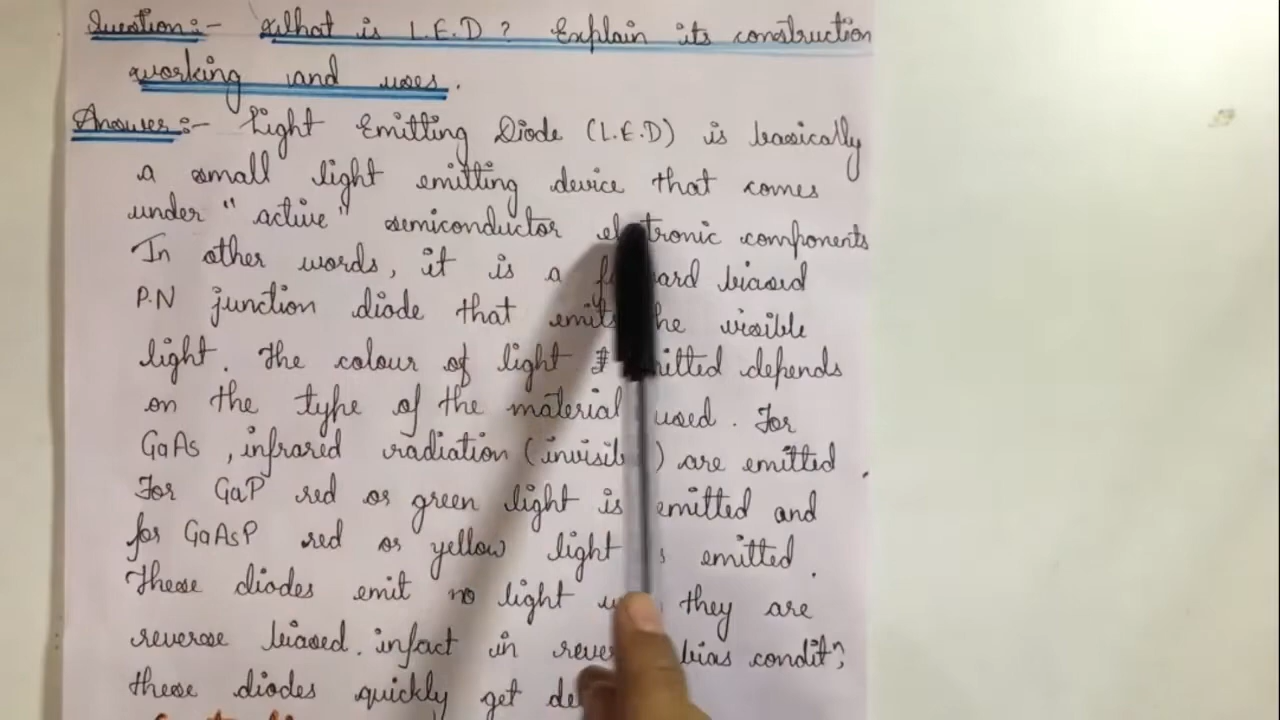 Question:- What is L.E.D? Explain its construction
working and uses.
Answer:- Light Emitting Diode (L.E.D) is basically
a small light emitting device that comes
under "active" semiconductor electronic components
In other words, it is a forward biased
P.N junction diode that emits the visible
light. The colour of light emitted depends
on the type of the material used. For
GaAs, infrared radiation (invisible) are emitted.
For GaP red or green light is emitted and
for GaAsP red or yellow light is emitted.
These diodes emit no light when they are
reverse biased. infact in reverse bias condit?
these diodes quickly get